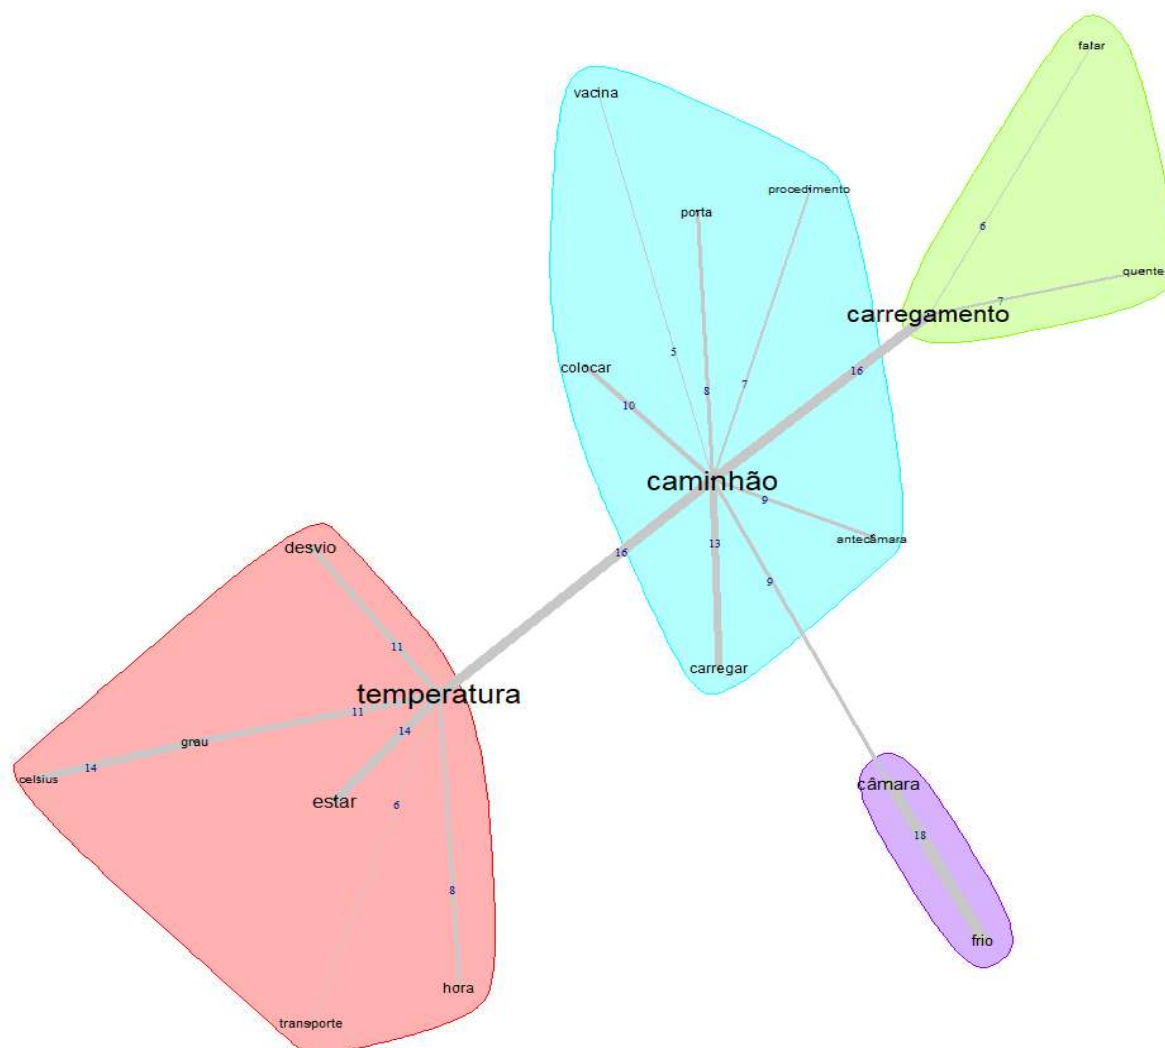 falar
vacina
procedimento
porta
6
quente
7
carregamento
5
colocar
16
7
8
10
caminhão
9
antecâmara
13
desvio
16
9
11
carregar
temperatura
11
14
grau
14
celsius
câmara
estar
6
18
8
frio
hora
transporte